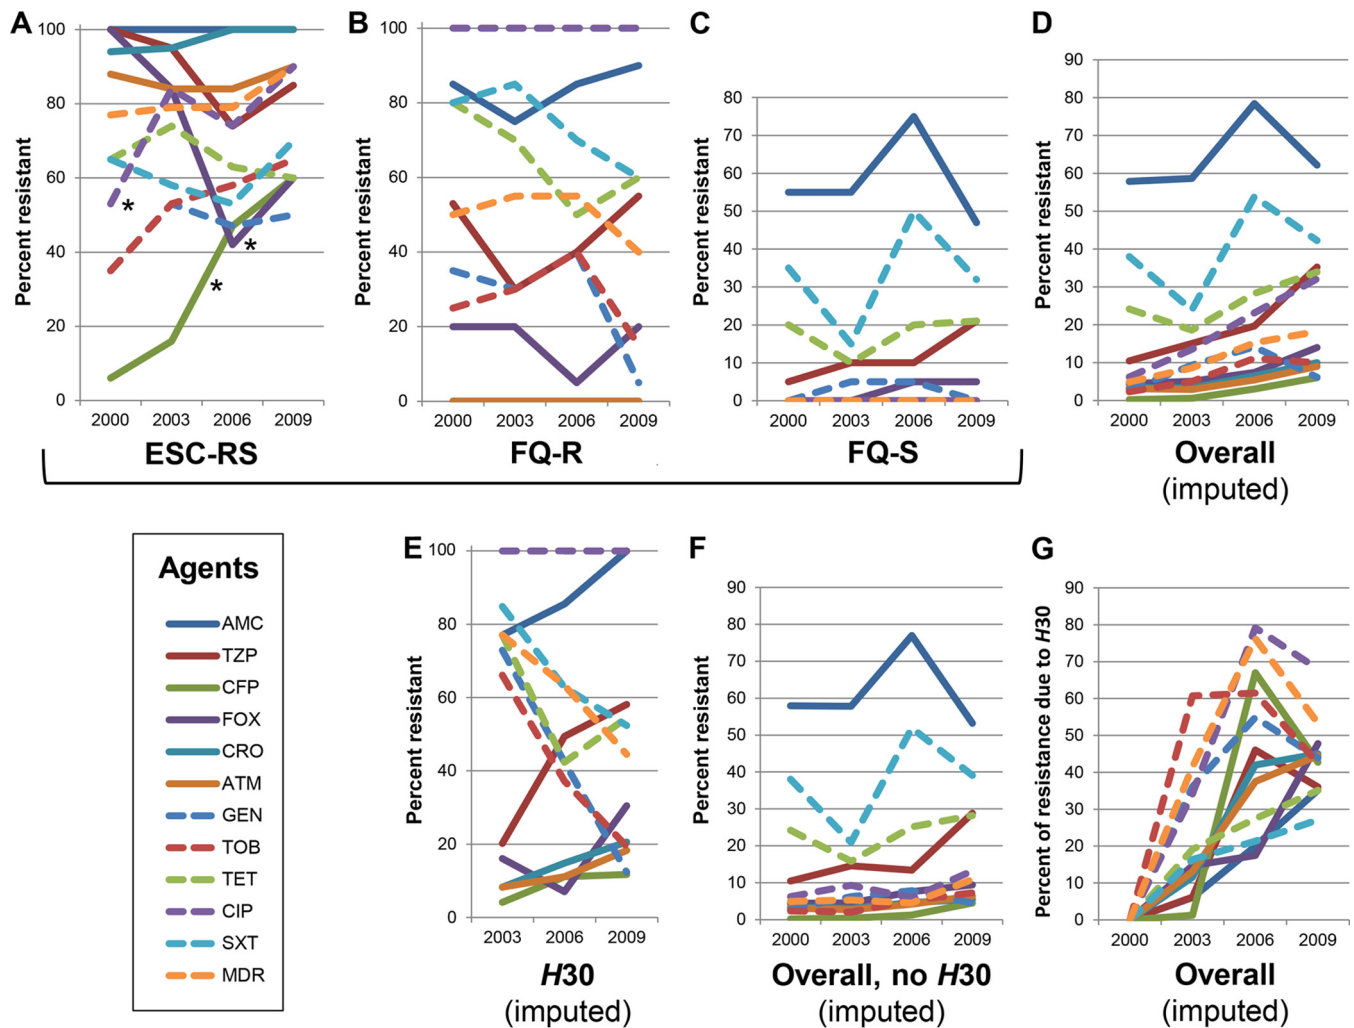 A
Percent resistant
100
80
60
40
20
0
*
*
*
2000 2003 2006 2009
ESC-RS
B
Percent resistant
100
80
60
40
20
0
2000 2003 2006 2009
FQ-R
C
Percent resistant
80
70
60
50
40
30
20
10
0
2000 2003 2006 2009
FQ-S
D
Percent resistant
90
80
70
60
50
40
30
20
10
0
2000 2003 2006 2009
Overall
(imputed)
Agents
AMC
TZP
CFP
FOX
CRO
ATM
GEN
TOB
TET
CIP
SXT
MDR
E
Percent resistant
100
80
60
40
20
0
2003 2006 2009
H30
(imputed)
F
Percent resistant
90
80
70
60
50
40
30
20
10
0
2000 2003 2006 2009
Overall, no H30
(imputed)
G
Percent of resistance due to H30
90
80
70
60
50
40
30
20
10
0
2000 2003 2006 2009
Overall
(imputed)